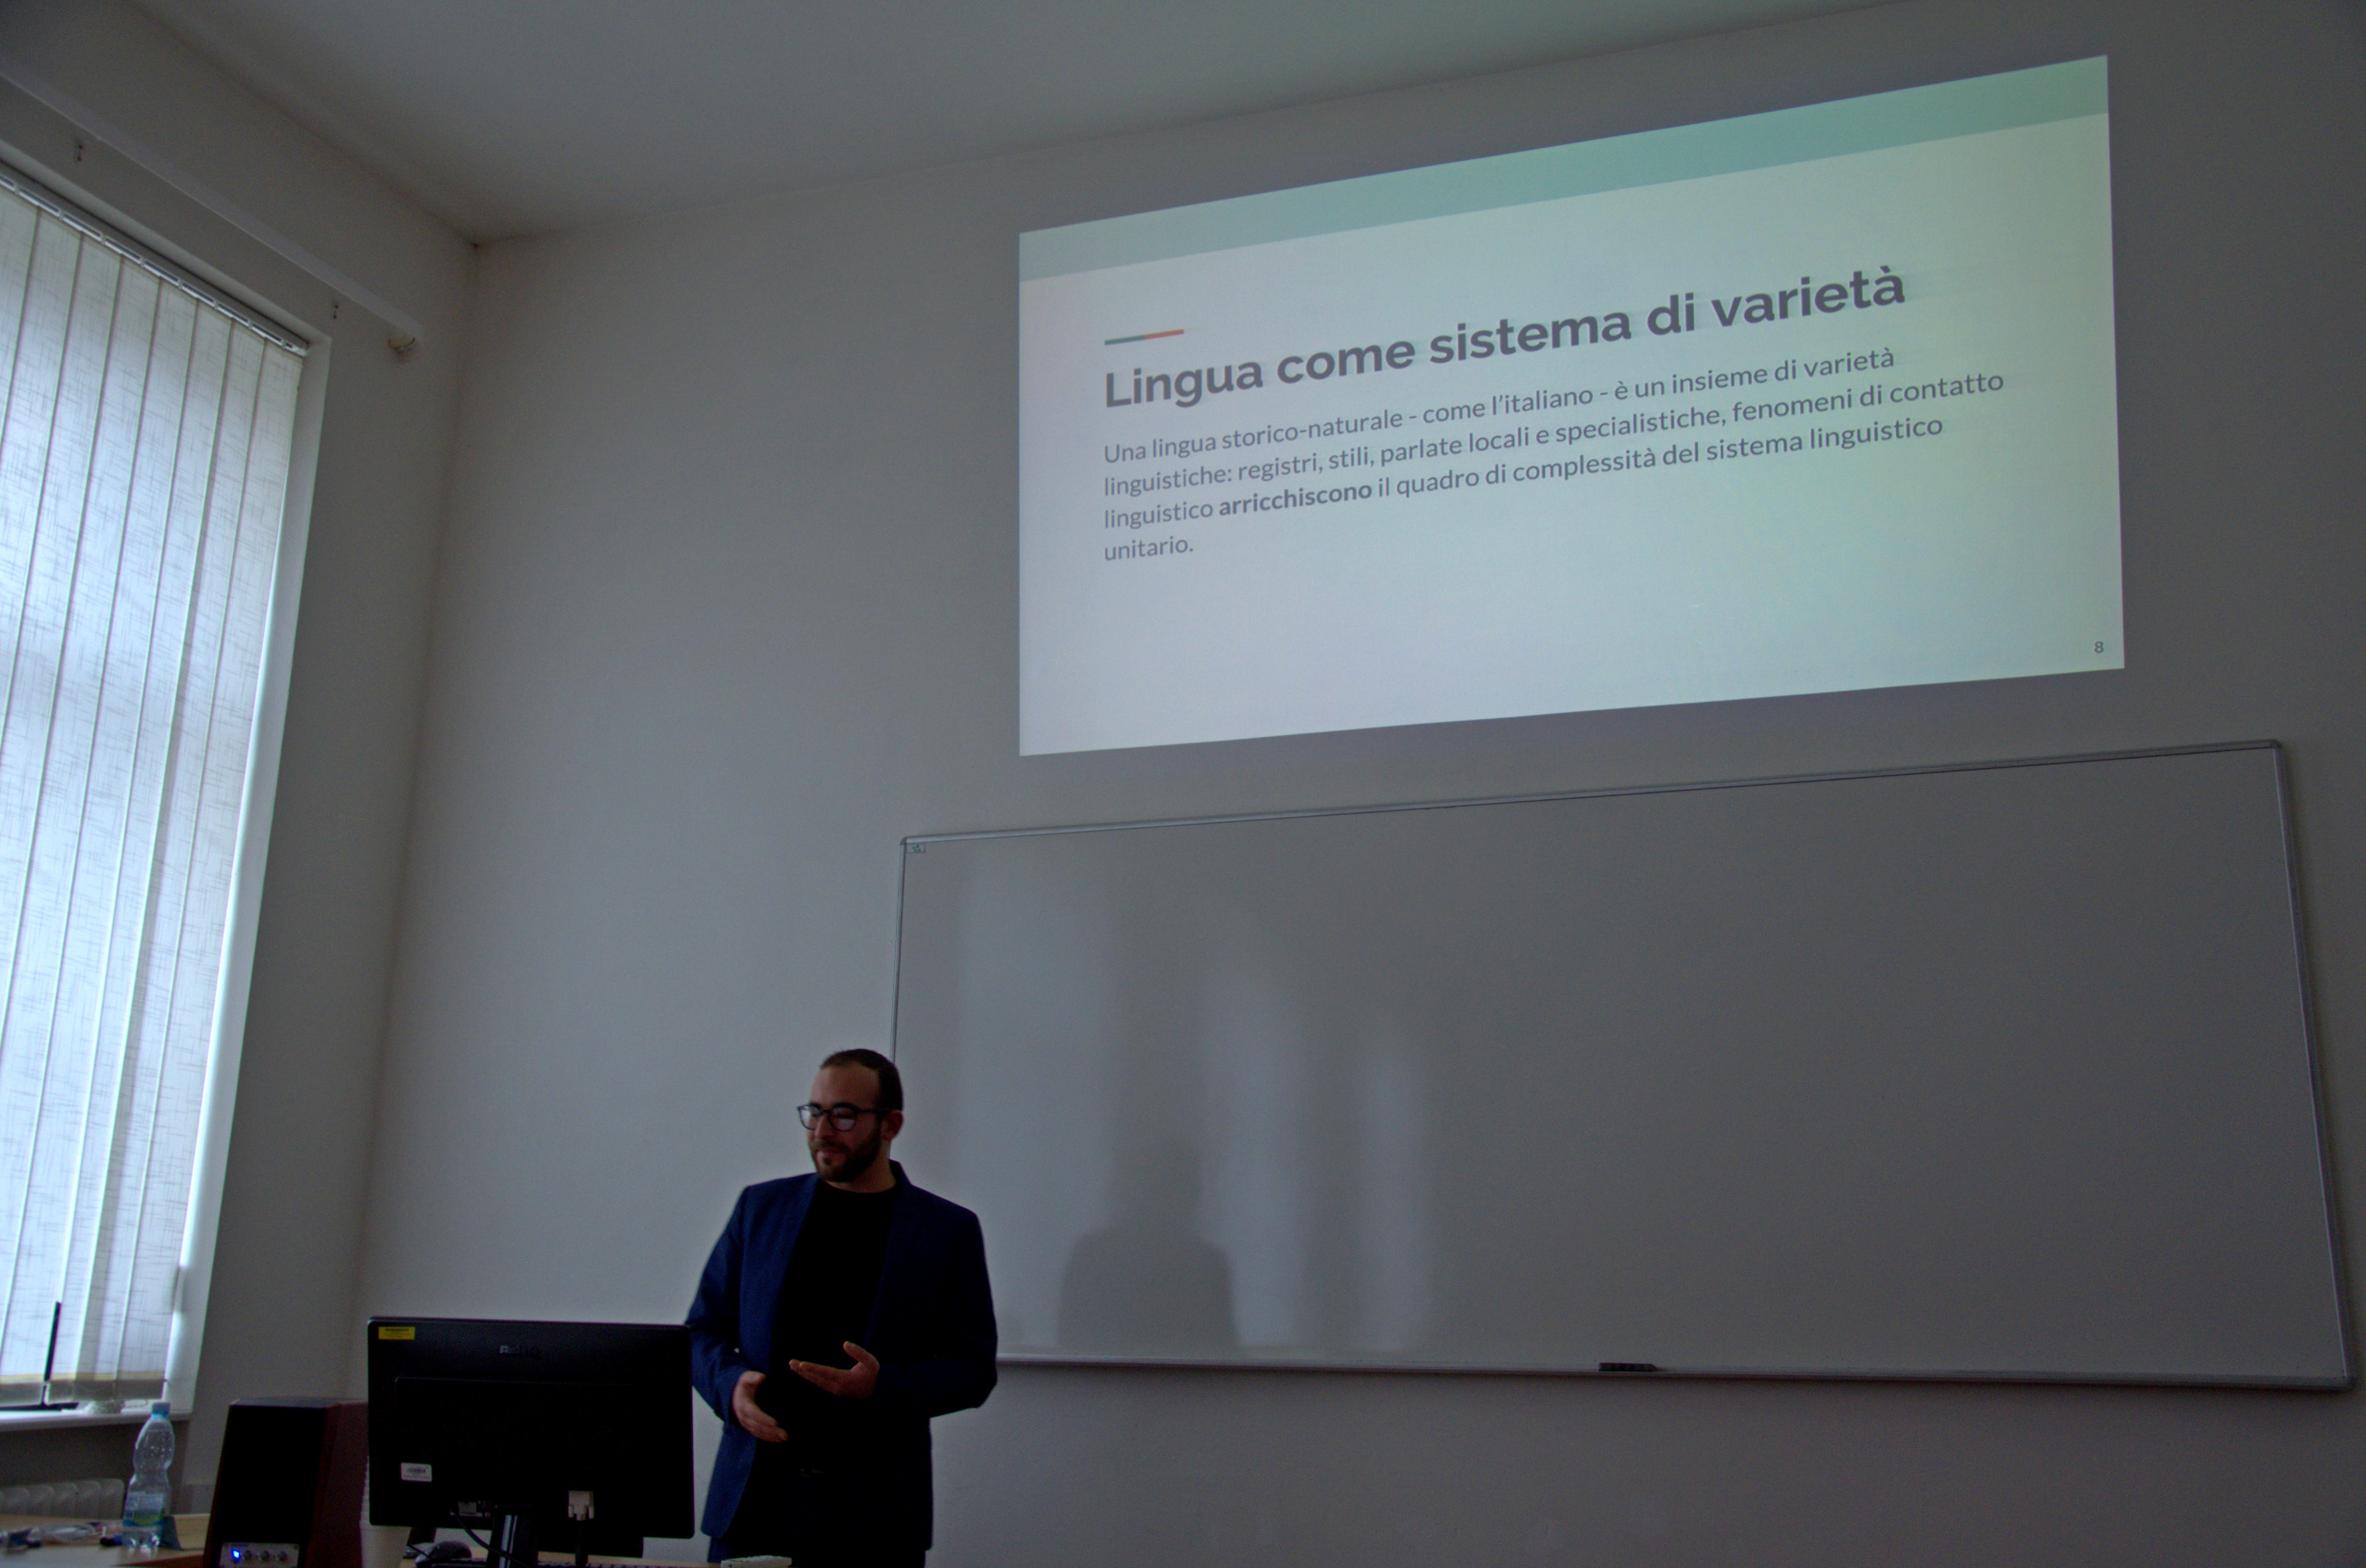 Lingua come sistema di varietà
Una lingua storico-naturale - come l'italiano - è un insieme di varietà
linguistiche: registri, stili, parlate locali e specialistiche, fenomeni di contatto
linguistico arricchiscono il quadro di complessità del sistema linguistico
unitario.
8